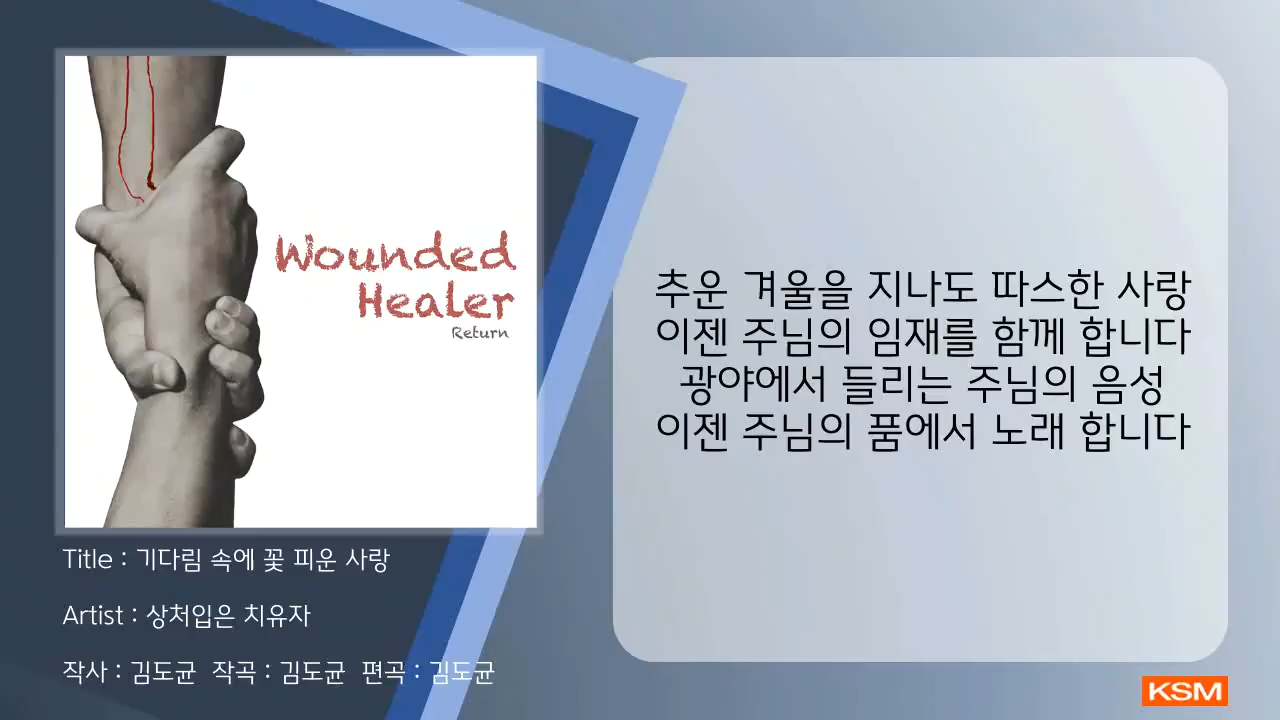 Wounded
Healer
Return
Title : 기다림 속에 꽃 피운 사랑
Artist : 상처입은 치유자
작사 : 김도균 작곡 : 김도균 편곡 : 김도균
추운 겨울을 지나도 따스한 사랑
이젠 주님의 임재를 함께 합니다
광야에서 들리는 주님의 음성
이젠 주님의 품에서 노래 합니다
KSM